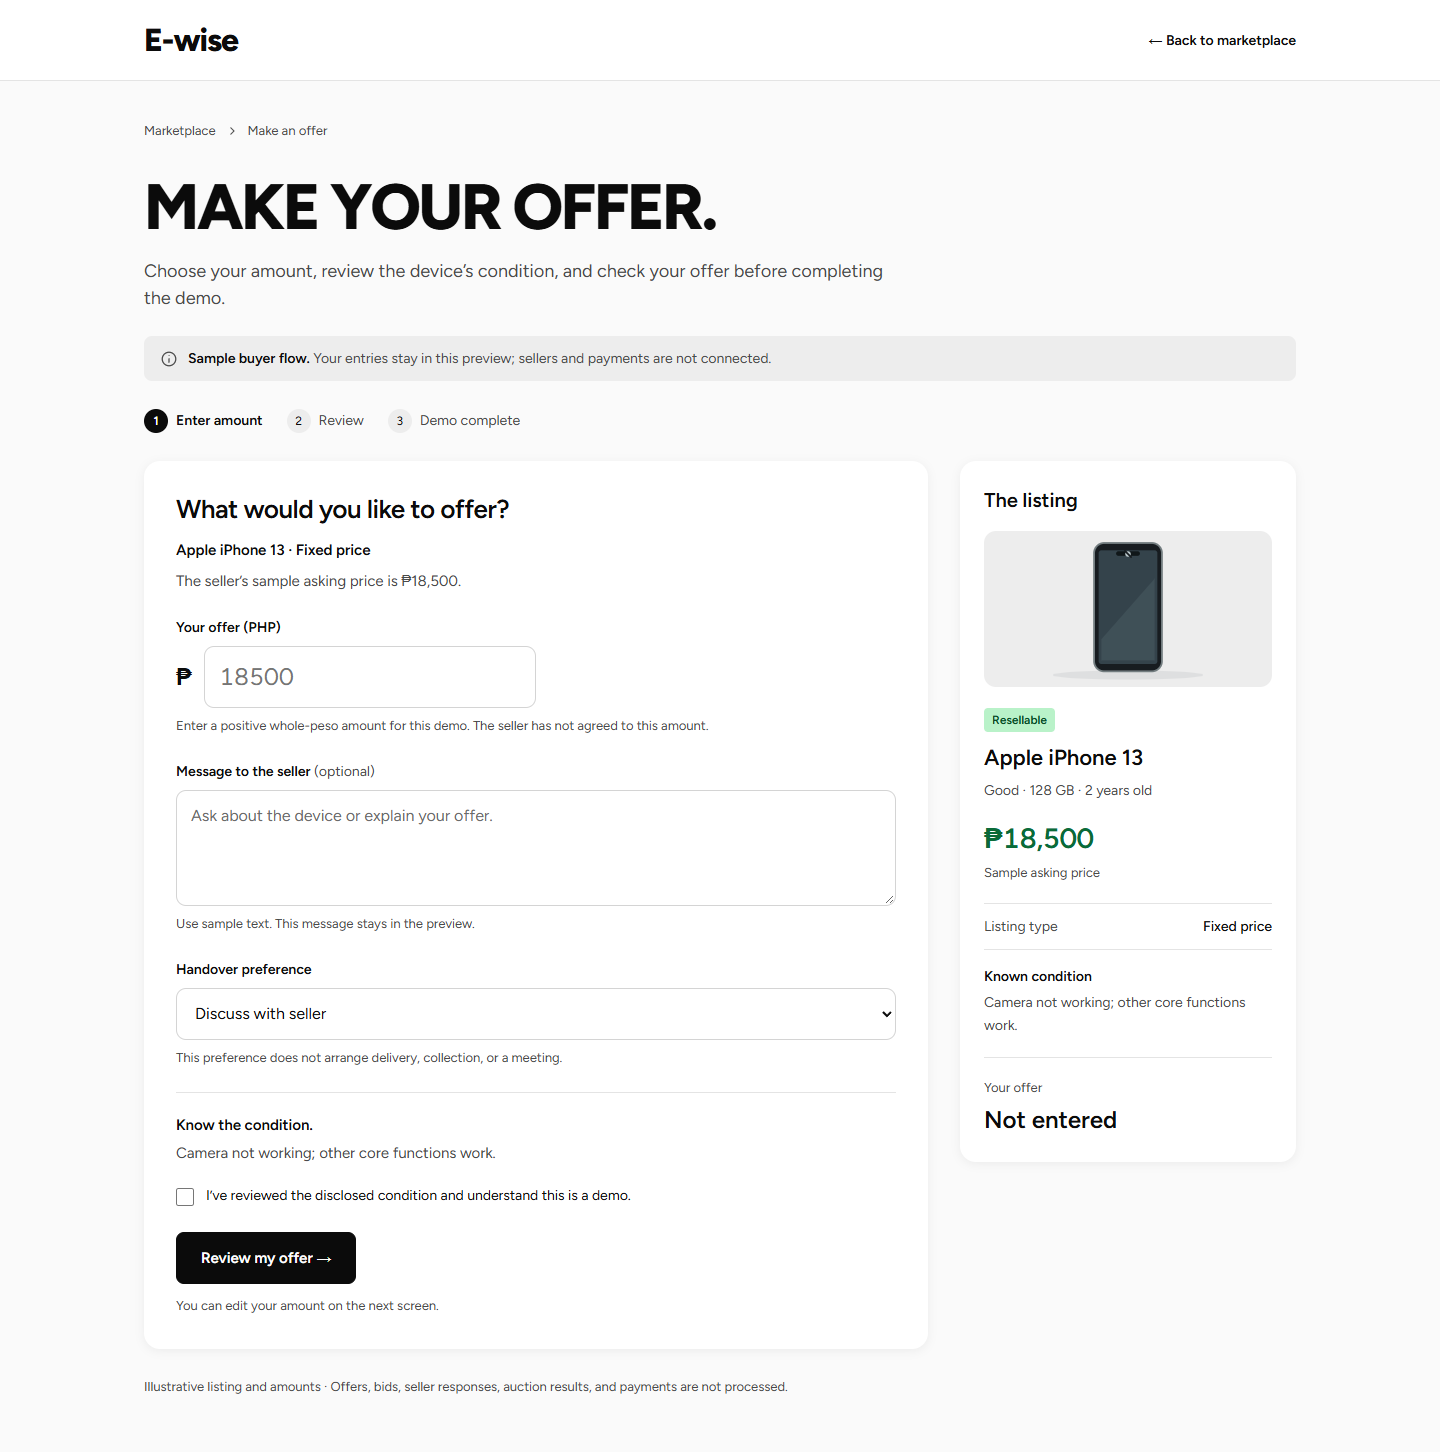 E-wise
← Back to marketplace
Marketplace > Make an offer
MAKE YOUR OFFER.
Choose your amount, review the device’s condition, and check your offer before completing
the demo.
Sample buyer flow. Your entries stay in this preview; sellers and payments are not connected.
1 Enter amount 2 Review 3 Demo complete
What would you like to offer?
Apple iPhone 13 · Fixed price
The seller’s sample asking price is ₱18,500.
Your offer (PHP)
₱ 18500
Enter a positive whole-peso amount for this demo. The seller has not agreed to this amount.
Message to the seller (optional)
Ask about the device or explain your offer.
Use sample text. This message stays in the preview.
Handover preference
Discuss with seller
This preference does not arrange delivery, collection, or a meeting.
Know the condition.
Camera not working; other core functions work.
I’ve reviewed the disclosed condition and understand this is a demo.
Review my offer →
You can edit your amount on the next screen.
The listing
Resellable
Apple iPhone 13
Good · 128 GB · 2 years old
₱18,500
Sample asking price
Listing type Fixed price
Known condition
Camera not working; other core functions
work.
Your offer
Not entered
Illustrative listing and amounts · Offers, bids, seller responses, auction results, and payments are not processed.